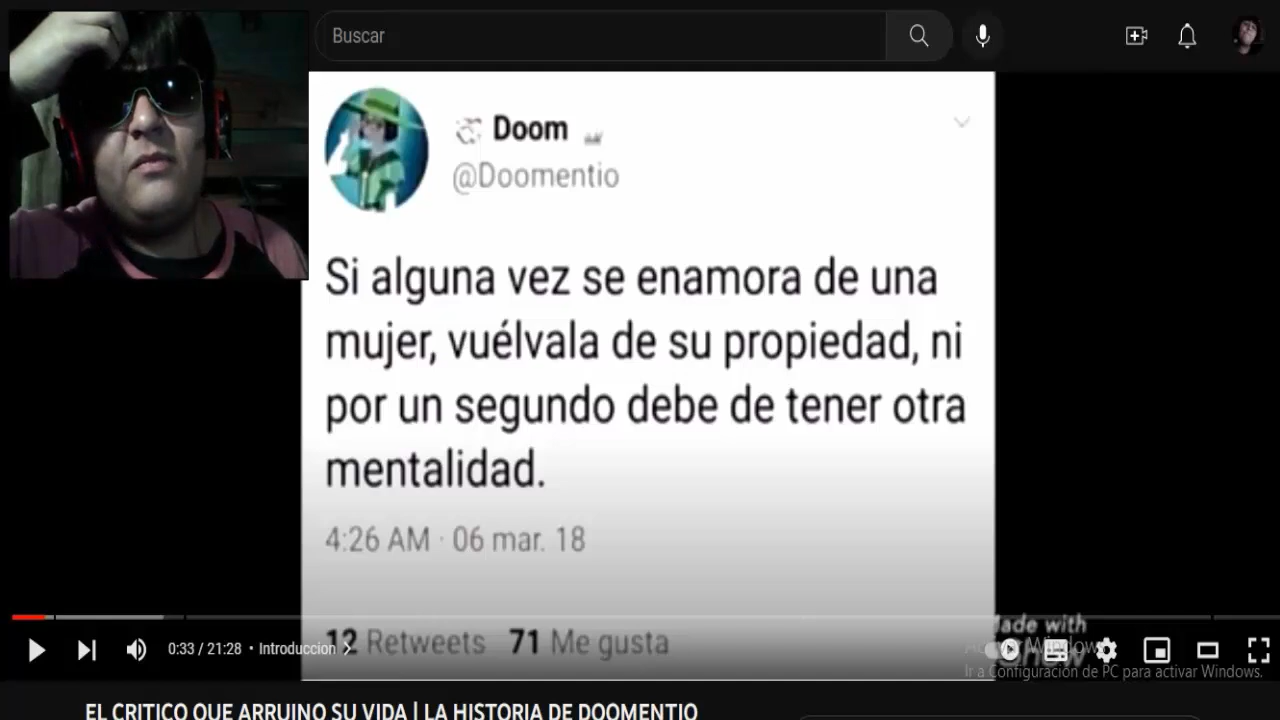 Buscar
Doom
@Doomentio
Si alguna vez se enamora de una
mujer, vuélvala de su propiedad, ni
por un segundo debe de tener otra
mentalidad.
4:26 AM · 06 mar. 18
12 Retweets 71 Me gusta
Made with
0:33 / 21:28 • Introduccion
Ir a Configuración de PC para activar Windows.
EL CRITICO QUE ARRUINO SU VIDA | LA HISTORIA DE DOOMENTIO